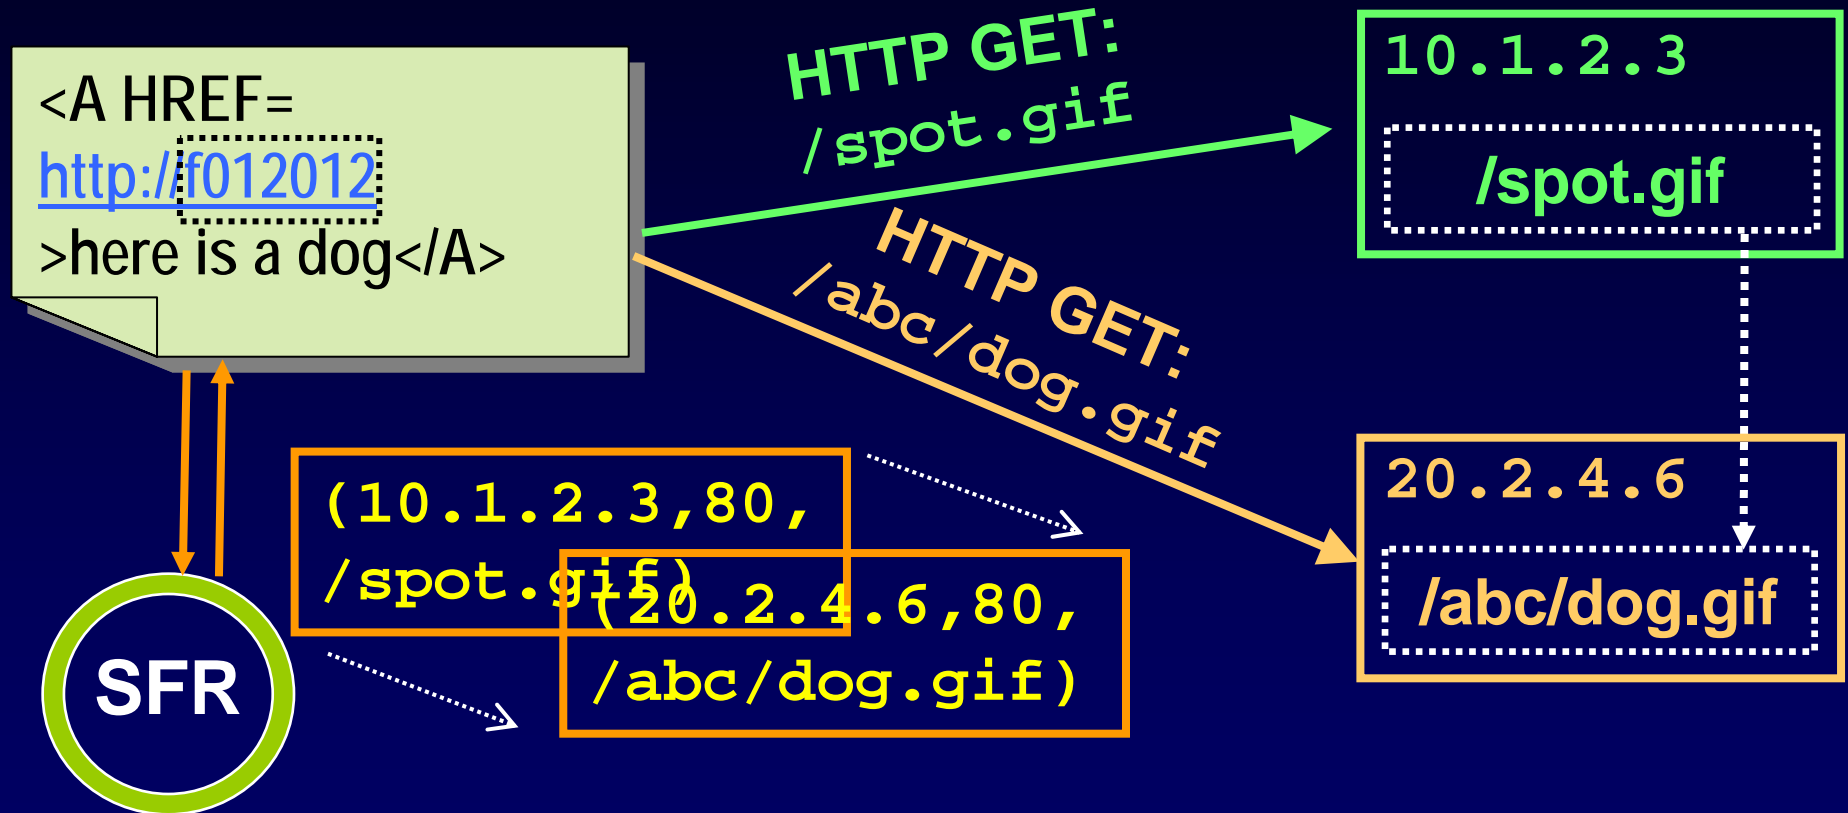 <A HREF=
http://f012012
>here is a dog</A>
HTTP GET:
/spot.gif
10.1.2.3
/spot.gif
HTTP GET:
/abc/dog.gif
20.2.4.6
/abc/dog.gif
(10.1.2.3,80,
/spot.gif)
(20.2.4.6,80,
/abc/dog.gif)
SFR